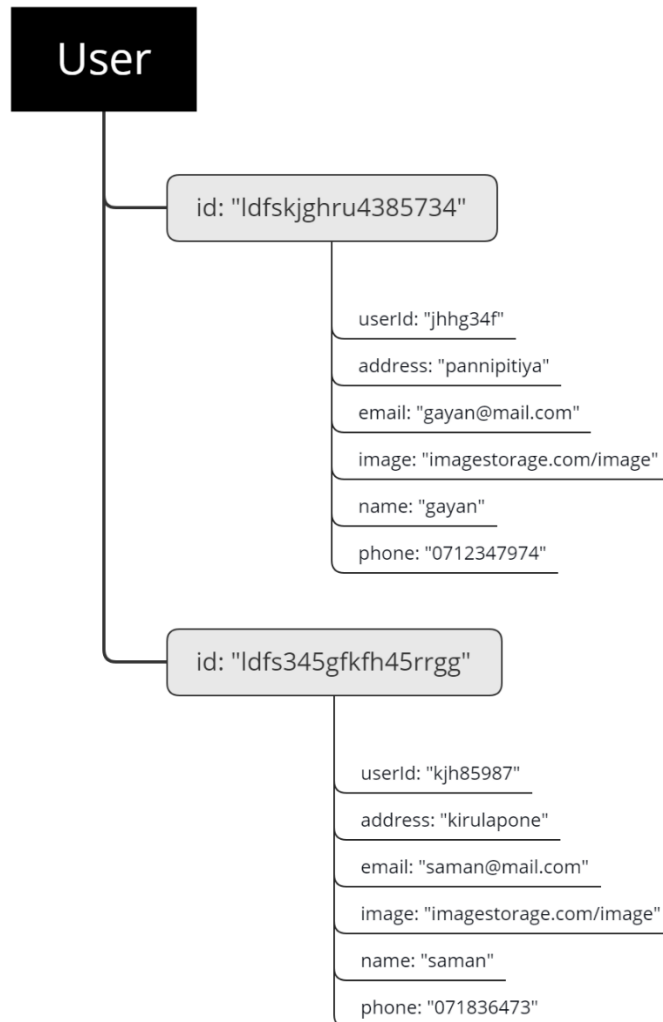 User
id: "ldfskjghru4385734"
userId: "jhhg34f"
address: "pannipitiya"
email: "gayan@mail.com"
image: "imagestorage.com/image"
name: "gayan"
phone: "0712347974"
id: "ldfs345gfkfh45rrgg"
userId: "kjh85987"
address: "kirulapone"
email: "saman@mail.com"
image: "imagestorage.com/image"
name: "saman"
phone: "071836473"